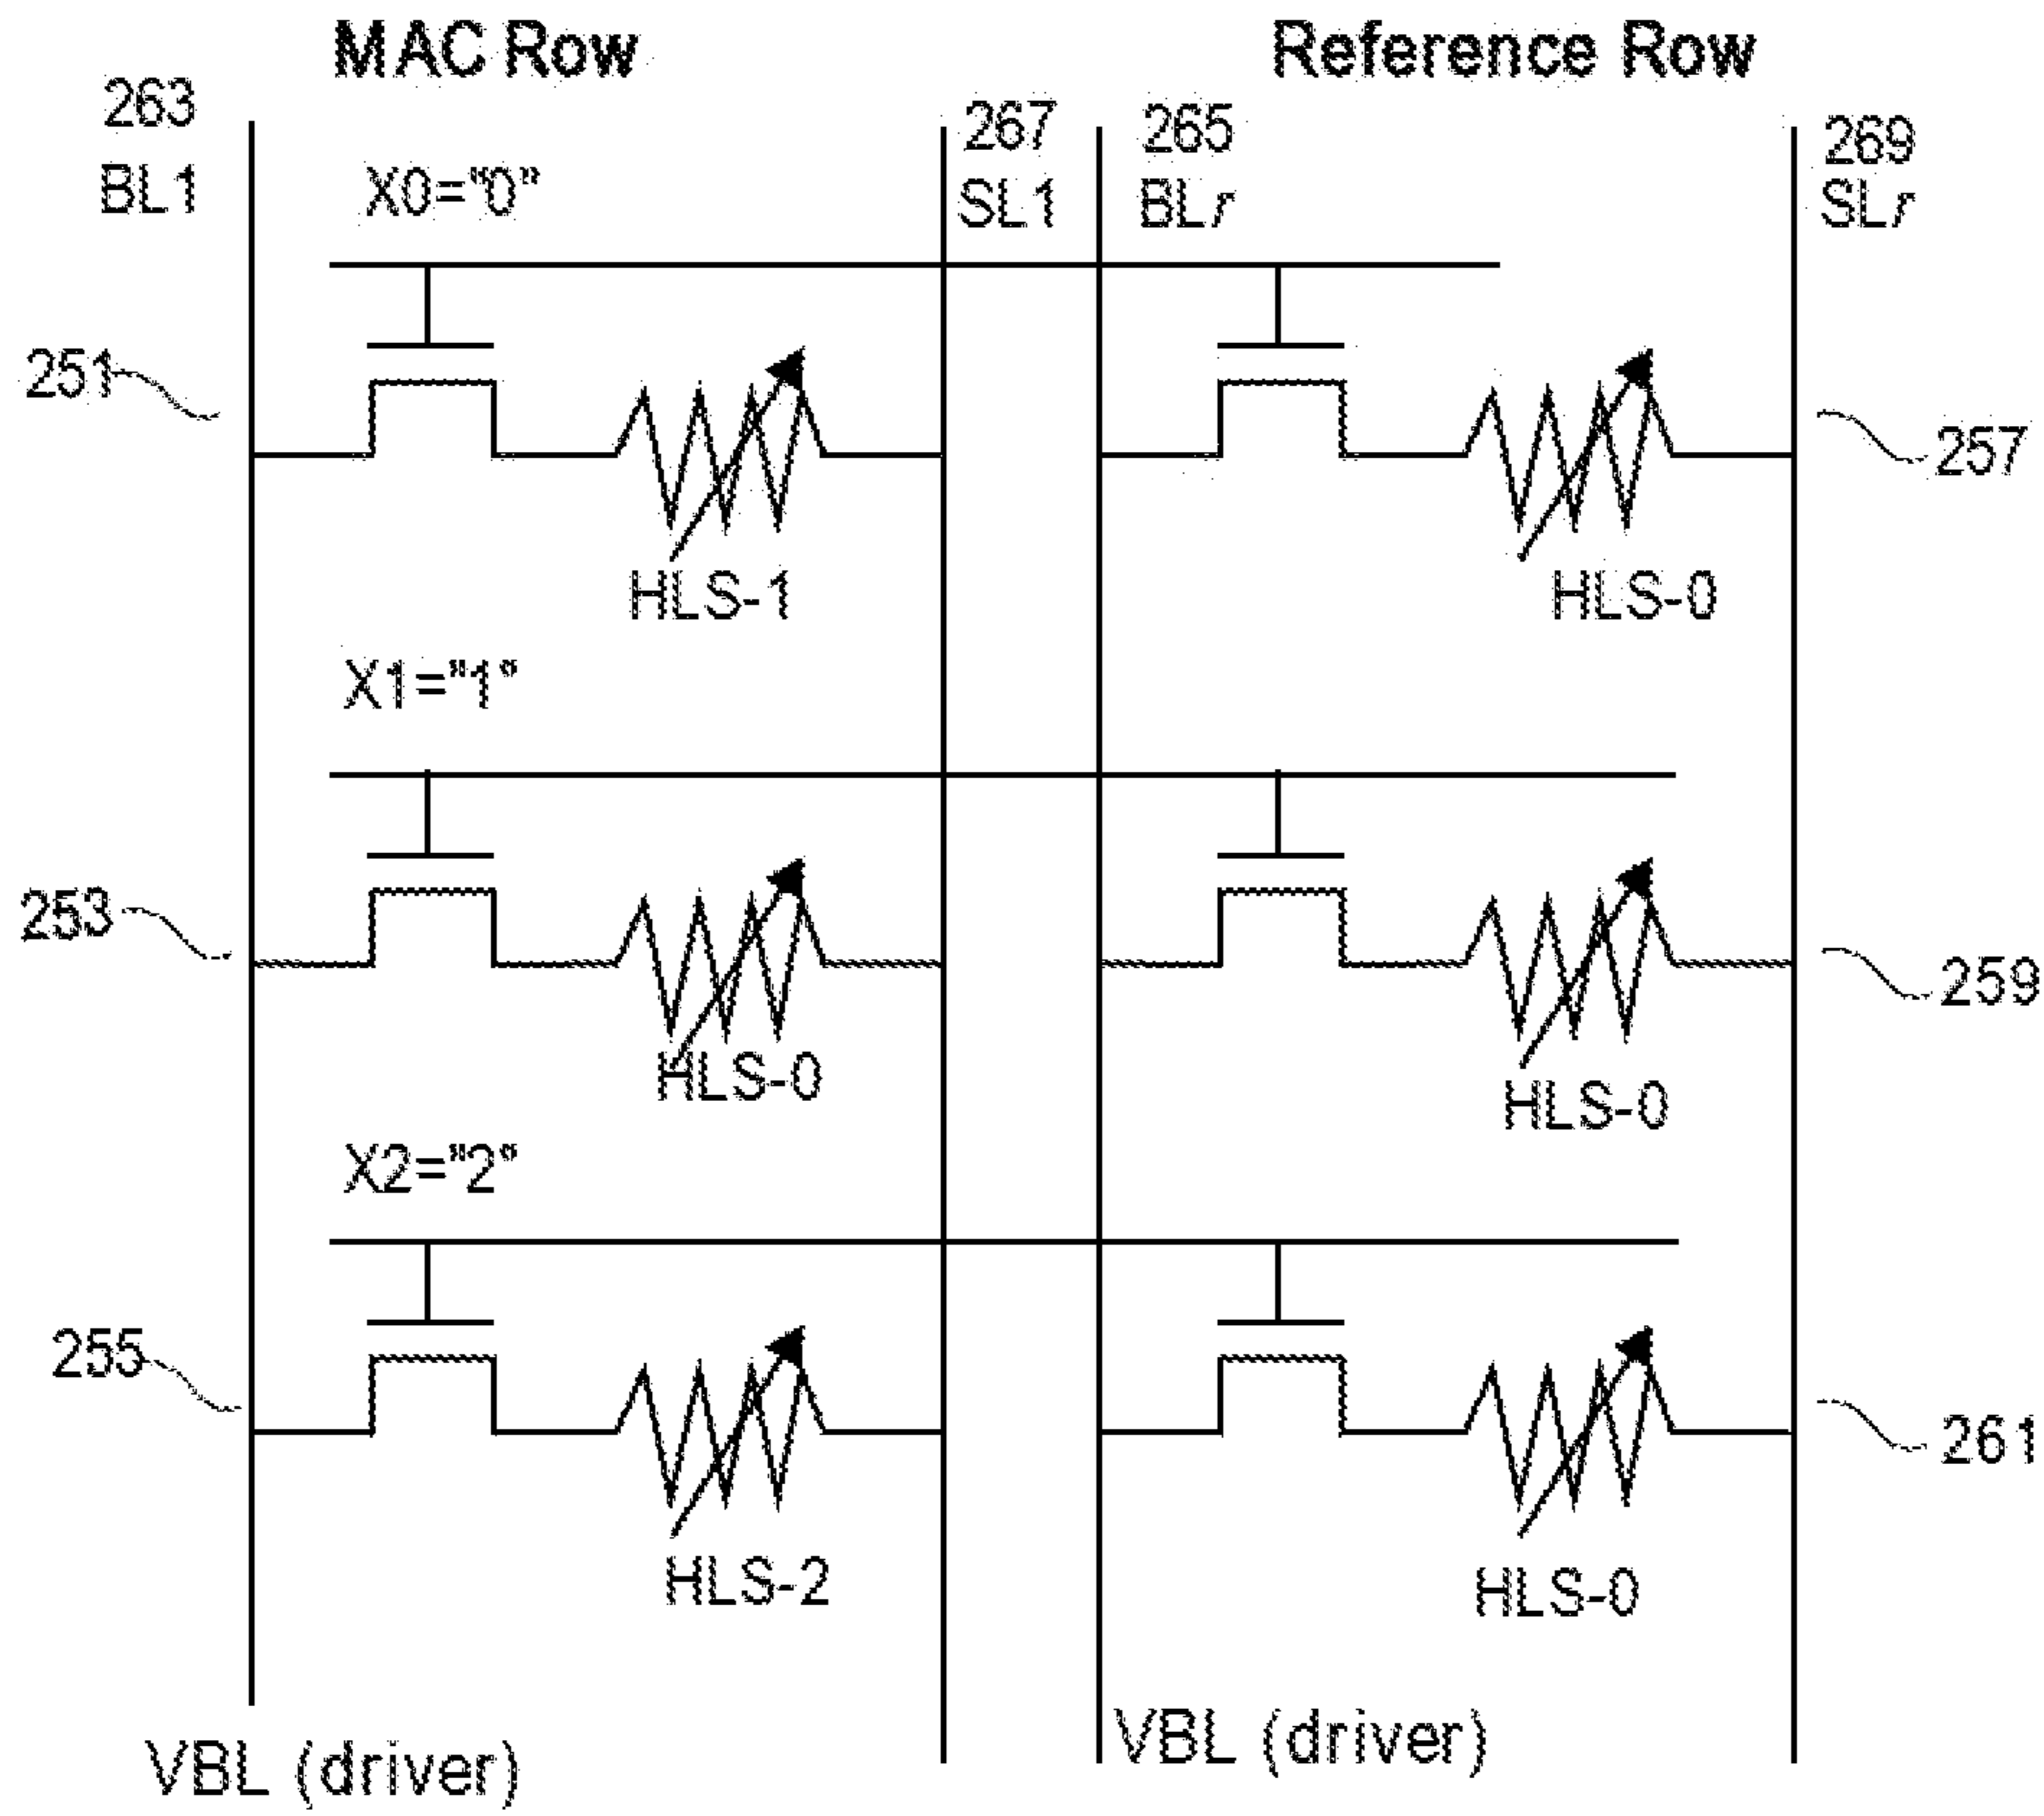 MAC Row
Reference Row
263
BL1
267
SL1
265
BLr
269
SLr
X0="0"
251
257
HLS-1
HLS-0
X1="1"
253
259
HLS-0
HLS-0
X2="2"
255
261
HLS-2
HLS-0
VBL (driver)
VBL (driver)